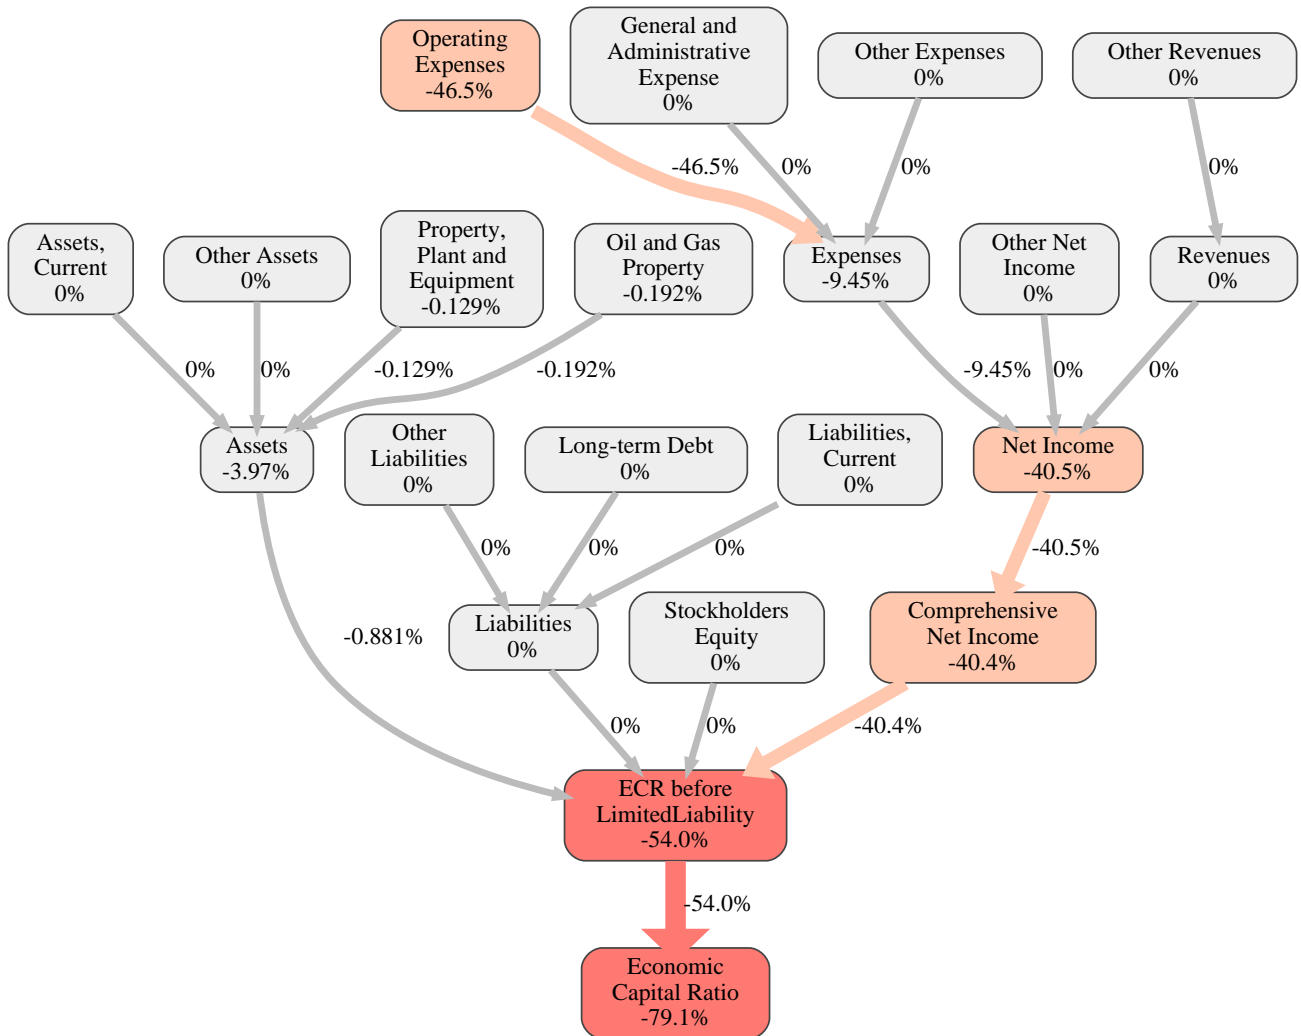 Operating
Expenses
-46.5%
General and
Administrative
Expense
0%
Other Expenses
0%
Other Revenues
0%
-46.5%
0%
0%
0%
Assets,
Current
0%
Other Assets
0%
Property,
Plant and
Equipment
-0.129%
Oil and Gas
Property
-0.192%
Expenses
-9.45%
Other Net
Income
0%
Revenues
0%
0%
0%
-0.129%
-0.192%
-9.45%
0%
0%
Assets
-3.97%
Other
Liabilities
0%
Long-term Debt
0%
Liabilities,
Current
0%
Net Income
-40.5%
0%
0%
0%
-40.5%
-0.881%
Liabilities
0%
Stockholders
Equity
0%
Comprehensive
Net Income
-40.4%
0%
0%
-40.4%
ECR before
LimitedLiability
-54.0%
-54.0%
Economic
Capital Ratio
-79.1%